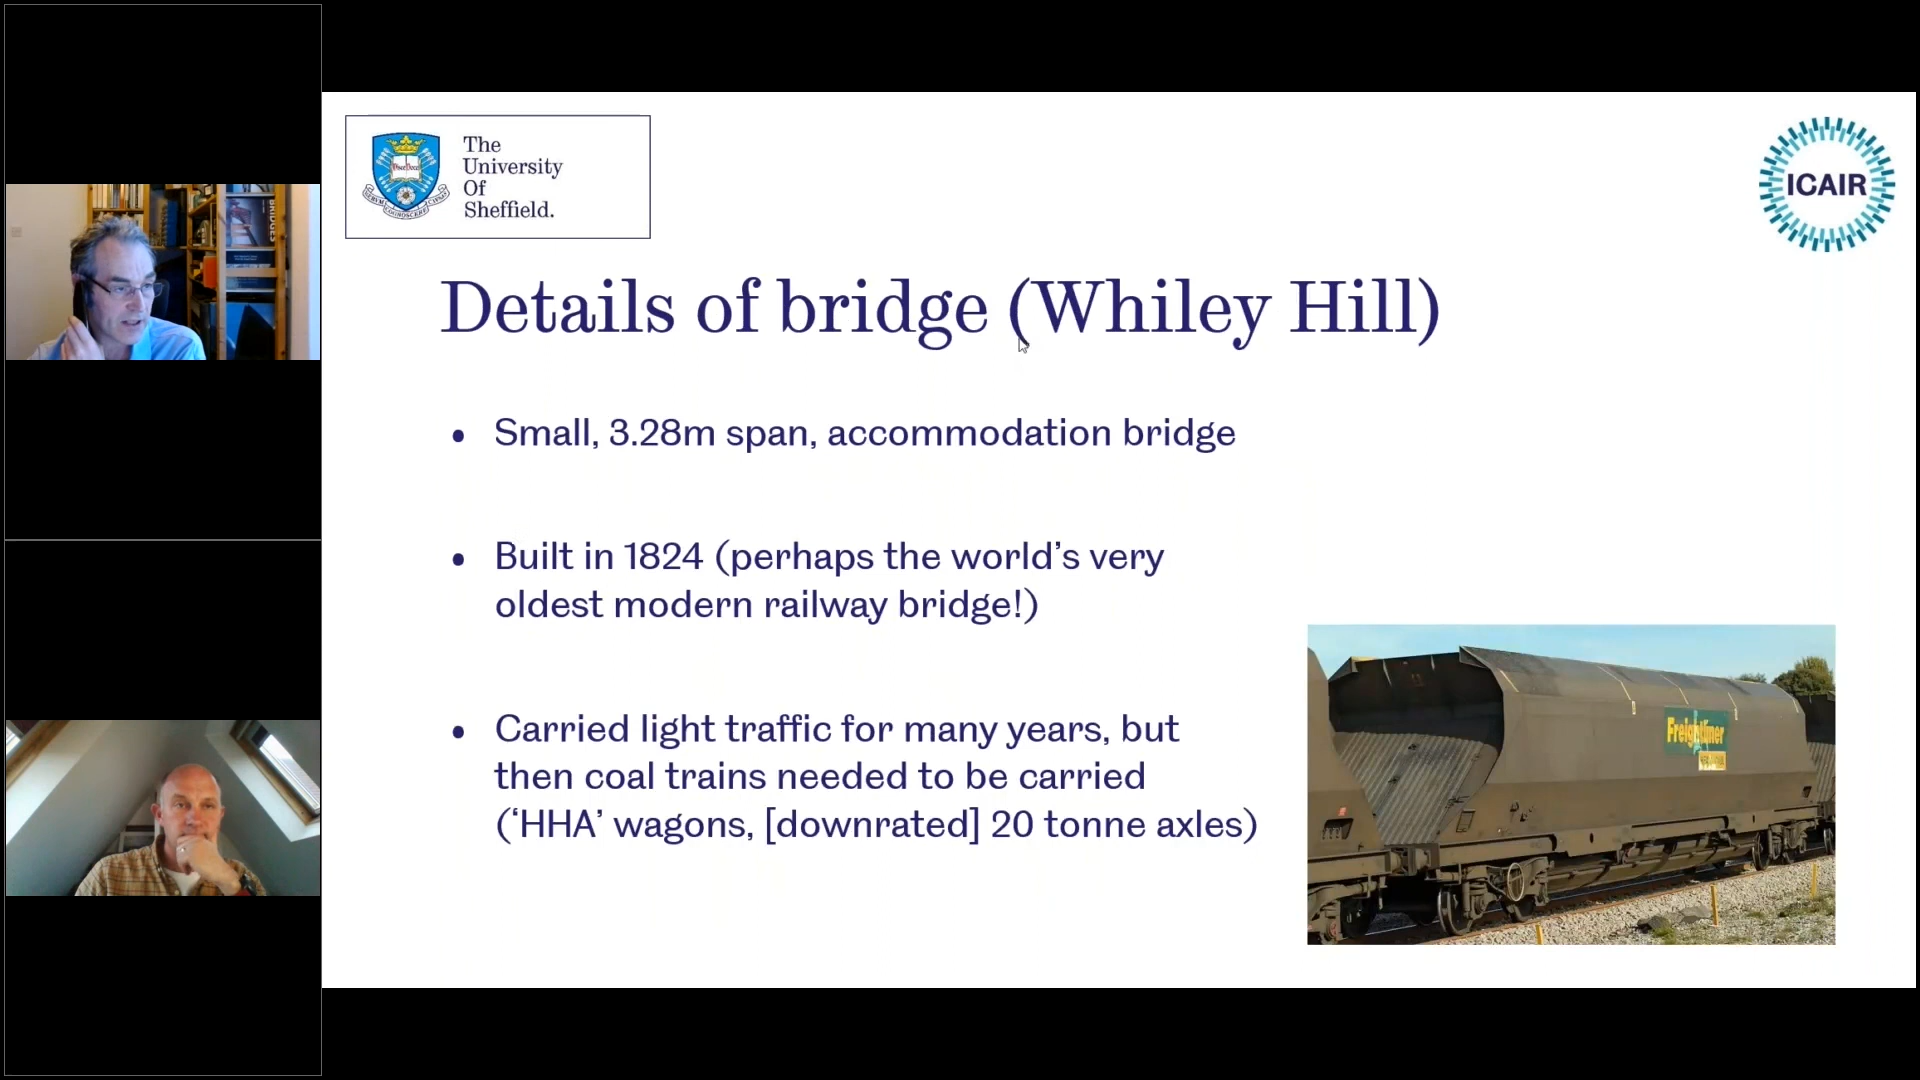 The
University
Of
Sheffield.
ICAIR
Details of bridge (Whiley Hill)
• Small, 3.28m span, accommodation bridge
• Built in 1824 (perhaps the world’s very
oldest modern railway bridge!)
• Carried light traffic for many years, but
then coal trains needed to be carried
(‘HHA’ wagons, [downrated] 20 tonne axles)
Freightliner
BRIDGES